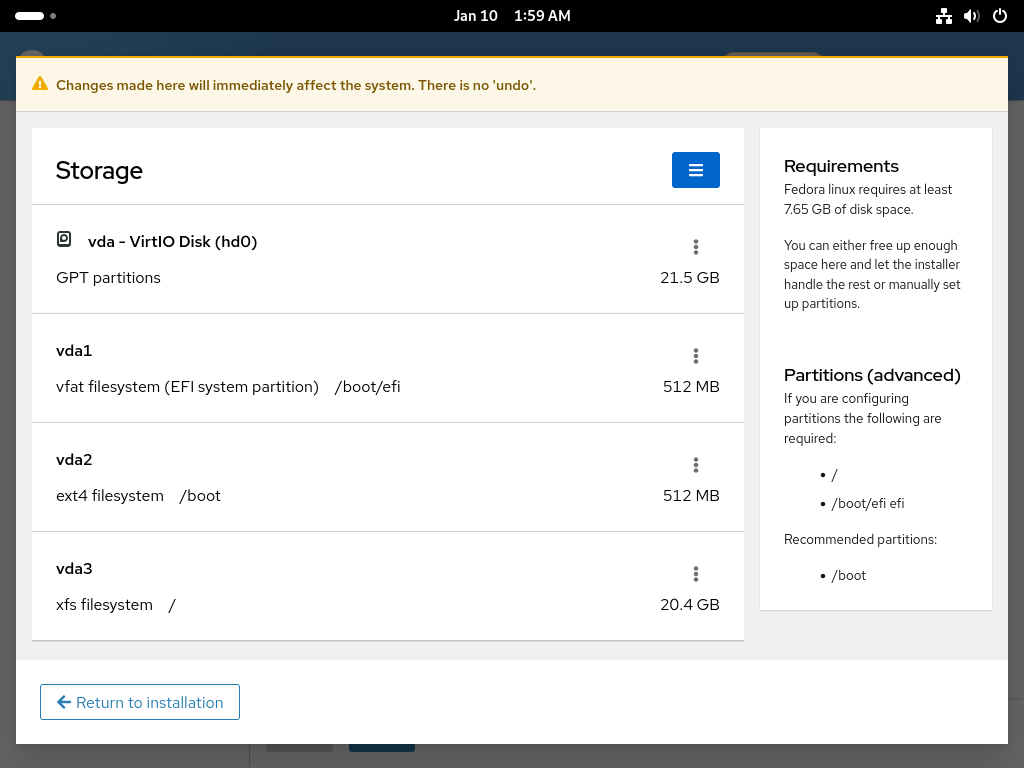 Jan 10 1:59 AM
Changes made here will immediately affect the system. There is no 'undo'.
Storage
vda - VirtIO Disk (hd0)
GPT partitions 21.5 GB
vda1
vfat filesystem (EFI system partition) /boot/efi 512 MB
vda2
ext4 filesystem /boot 512 MB
vda3
xfs filesystem / 20.4 GB
Requirements
Fedora linux requires at least
7.65 GB of disk space.
You can either free up enough
space here and let the installer
handle the rest or manually set
up partitions.
Partitions (advanced)
If you are configuring
partitions the following are
required:
• /
• /boot/efi efi
Recommended partitions:
• /boot
Return to installation